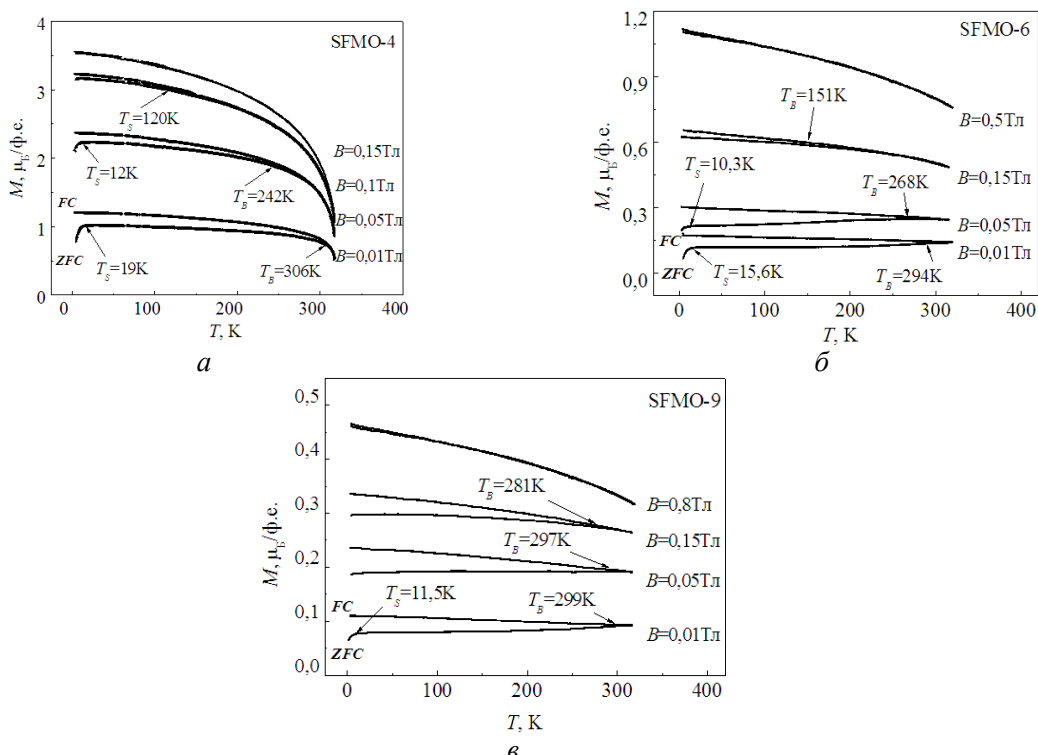 SFMO-4
M, μ_Б/ф.е.
4
3
2
1
0
T_S=120K
T_S=12K
T_B=242K
FC
ZFC
T_S=19K
T_B=306K
B=0,15Тл
B=0,1Тл
B=0,05Тл
B=0,01Тл
0 100 200 300 400
T, K
а
SFMO-6
M, μ_Б/ф.е.
1,2
0,9
0,6
0,3
0,0
T_B=151K
T_S=10,3K
T_B=268K
FC
ZFC
T_S=15,6K
T_B=294K
B=0,5Тл
B=0,15Тл
B=0,05Тл
B=0,01Тл
0 100 200 300 400
T, K
б
SFMO-9
M, μ_Б/ф.е.
0,5
0,4
0,3
0,2
0,1
0,0
T_B=281K
T_B=297K
T_S=11,5K
T_B=299K
FC
ZFC
B=0,8Тл
B=0,15Тл
B=0,05Тл
B=0,01Тл
0 100 200 300 400
T, K
в